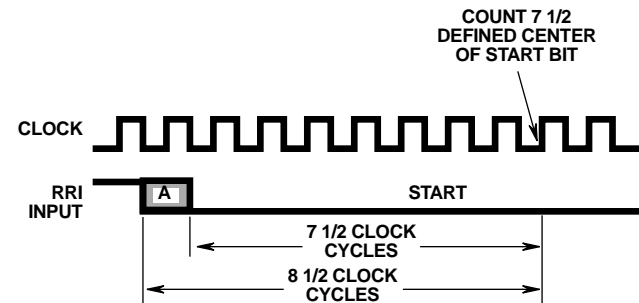 COUNT 7 1/2
DEFINED CENTER
OF START BIT
CLOCK
RRI
INPUT
A
START
7 1/2 CLOCK
CYCLES
8 1/2 CLOCK
CYCLES